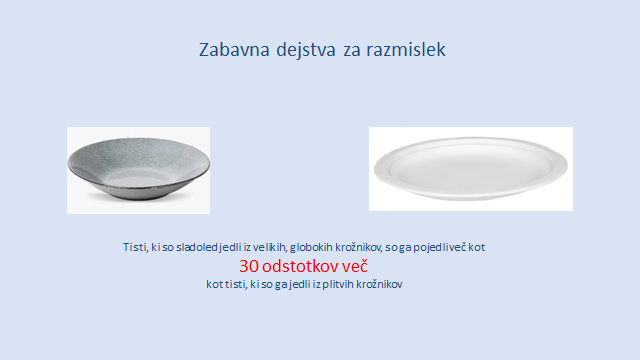 Zabavna dejstva za razmislek
Tisti, ki so sladoled jedli iz velikih, globokih krožnikov, so ga pojedli več kot
30 odstotkov več
kot tisti, ki so ga jedli iz plitvih krožnikov